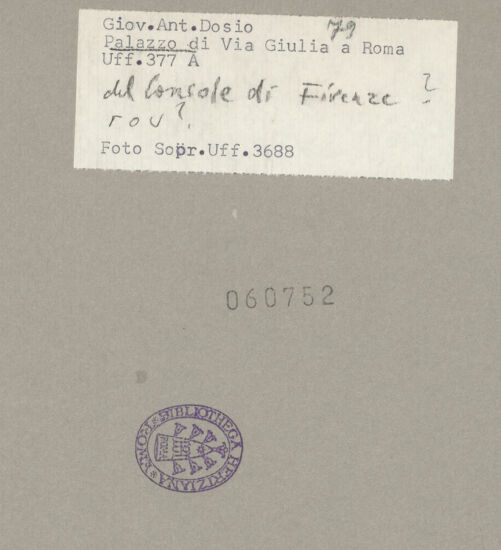 Giov.Ant.Dosio 79
Palazzo di Via Giulia a Roma
Uff.377 A
del Console di Firenze ?
rov?
Foto Sopr.Uff.3688
060752
BIBLIOTHECA HERTZIANA ROMA